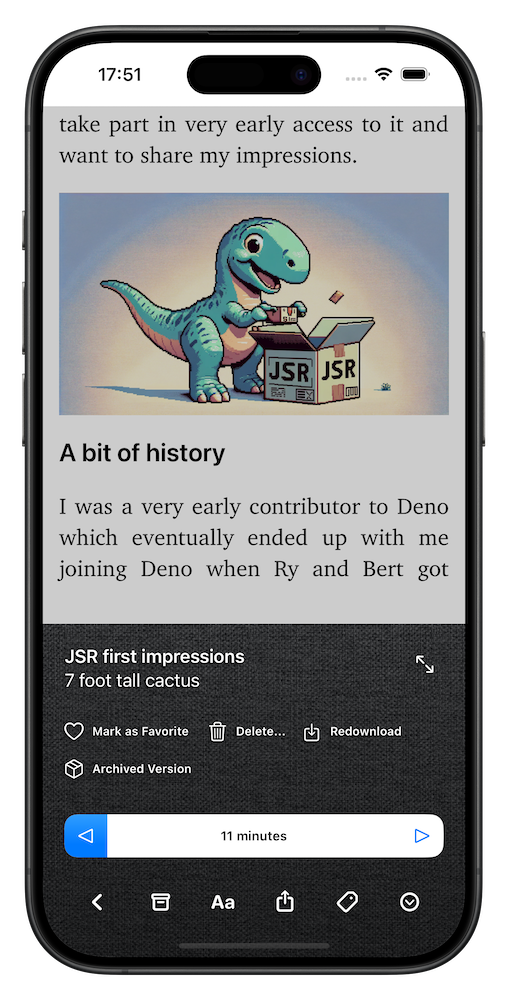 17:51
take part in very early access to it and
want to share my impressions.
JSR JSR
A bit of history
I was a very early contributor to Deno
which eventually ended up with me
joining Deno when Ry and Bert got
JSR first impressions
7 foot tall cactus
Mark as Favorite Delete... Redownload
Archived Version
11 minutes
Aa